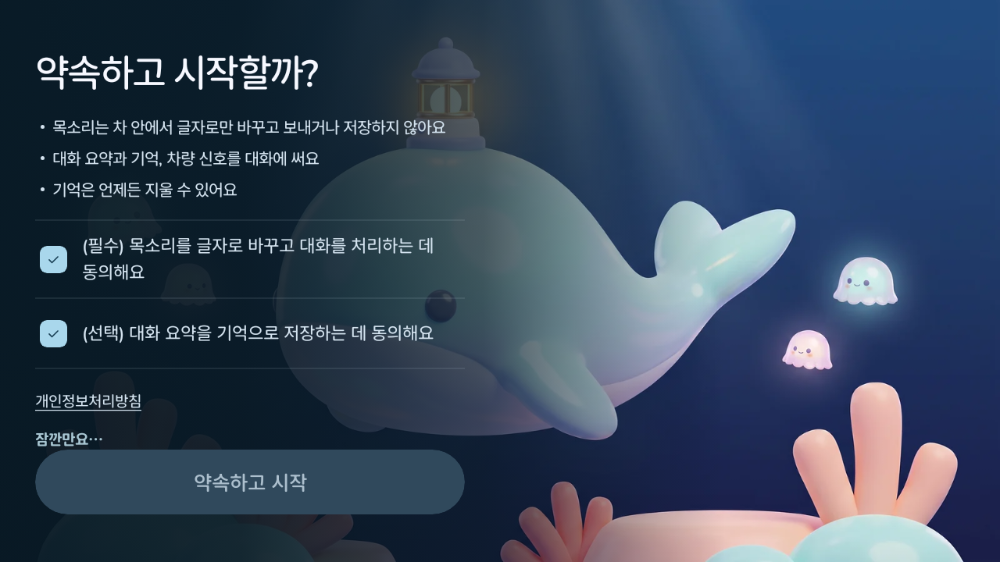 약속하고 시작할까?
• 목소리는 차 안에서 글자로만 바꾸고 보내거나 저장하지 않아요
• 대화 요약과 기억, 차량 신호를 대화에 써요
• 기억은 언제든 지울 수 있어요
(필수) 목소리를 글자로 바꾸고 대화를 처리하는 데
동의해요
(선택) 대화 요약을 기억으로 저장하는 데 동의해요
개인정보처리방침
잠깐만요…
약속하고 시작